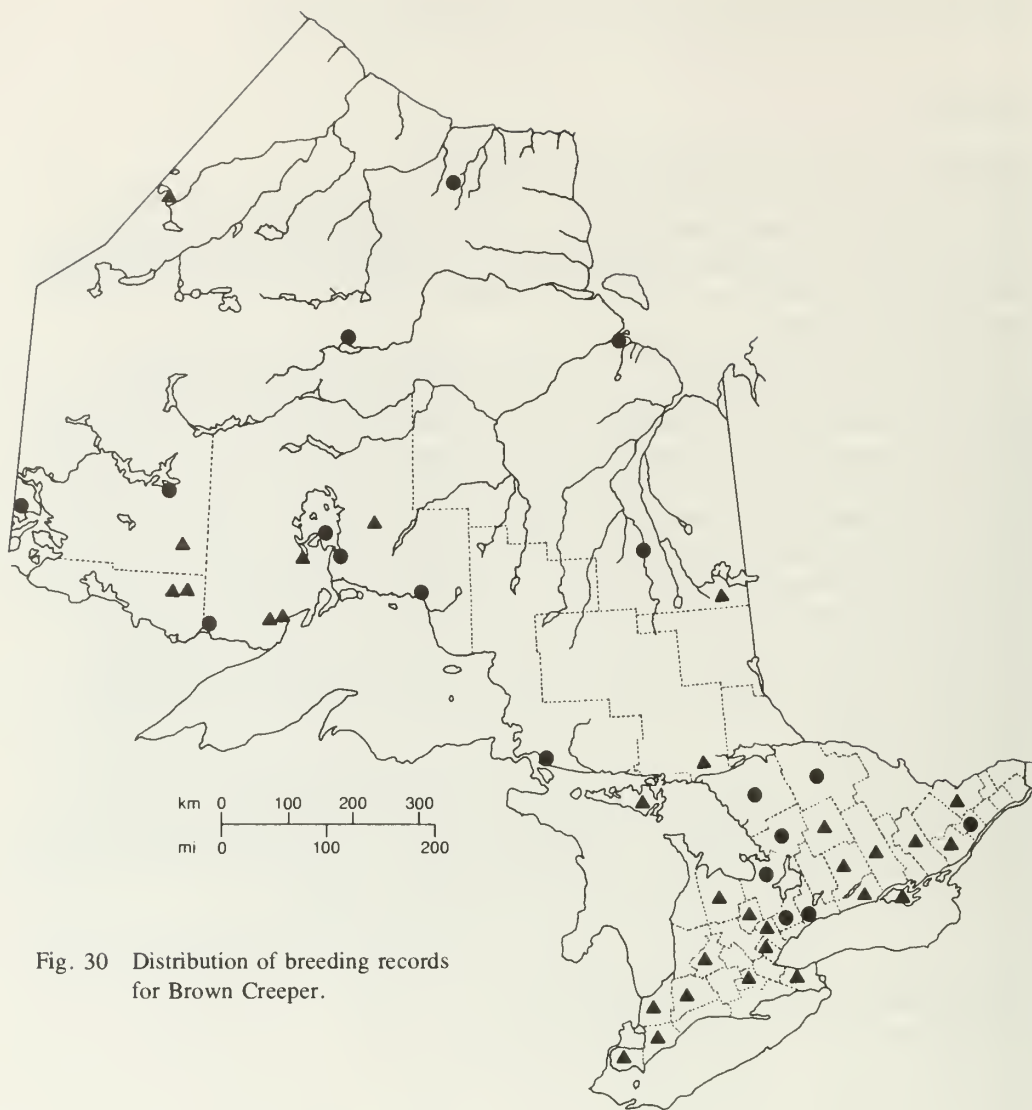 km 0 100 200 300
mi 0 100 200
Fig. 30 Distribution of breeding records
for Brown Creeper.